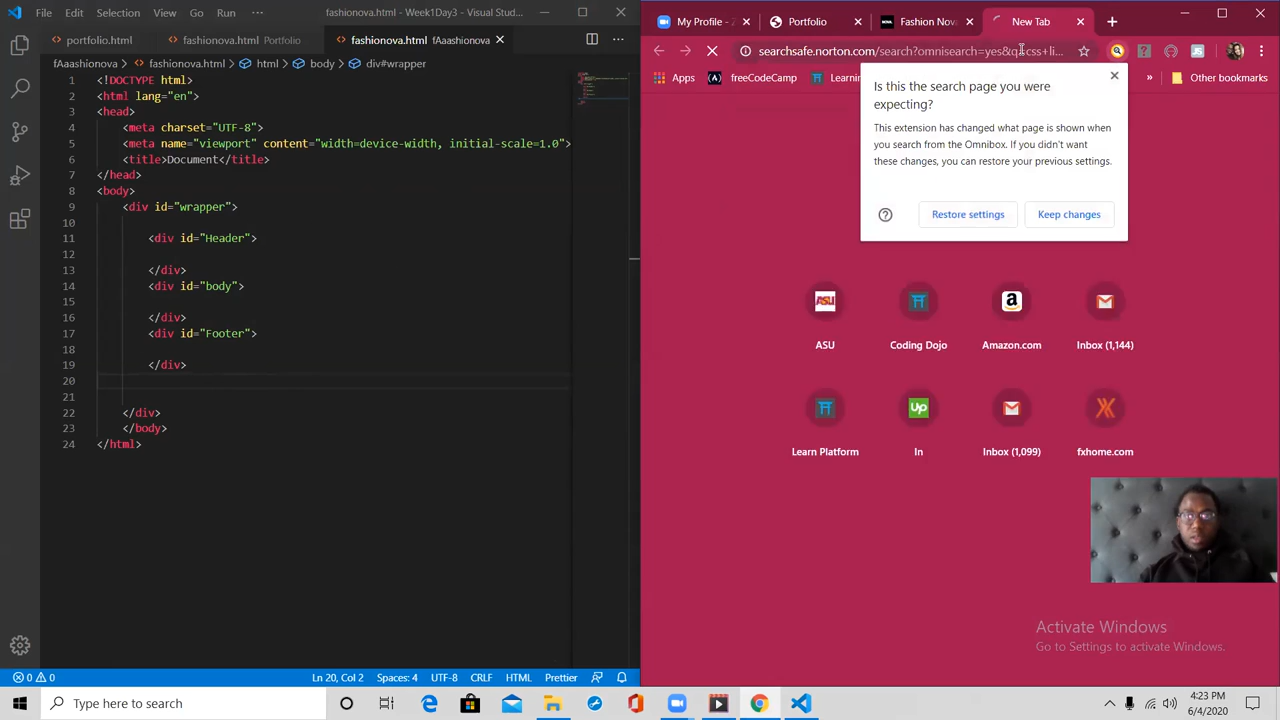 File Edit Selection View Go Run ··· fashionova.html - Week1Day3 - Visual Stud...
portfolio.html
fashionova.html
fashionova.html fAaashionova
fAaashionova > fashionova.html > html > body > div#wrapper
1 <!DOCTYPE html>
2 <html lang="en">
3 <head>
4 <meta charset="UTF-8">
5 <meta name="viewport" content="width=device-width, initial-scale=1.0">
6 <title>Document</title>
7 </head>
8 <body>
9 <div id="wrapper">
10
11 <div id="Header">
12
13 </div>
14 <div id="body">
15
16 </div>
17 <div id="Footer">
18
19 </div>
20
21
22 </div>
23 </body>
24 </html>
0 0 Ln 20, Col 2 Spaces: 4 UTF-8 CRLF HTML Prettier
My Profile - Portfolio Fashion Nov New Tab
searchsafe.norton.com/search?omnisearch=yes&q=css+li...
Apps freeCodeCamp Learnin » Other bookmarks
Is this the search page you were
expecting?
This extension has changed what page is shown when
you search from the Omnibox. If you didn't want
these changes, you can restore your previous settings.
Restore settings Keep changes
ASU Coding Dojo Amazon.com Inbox (1,144)
Learn Platform In Inbox (1,099) fxhome.com
Activate Windows
Go to Settings to activate Windows.
Type here to search
4:23 PM
6/4/2020